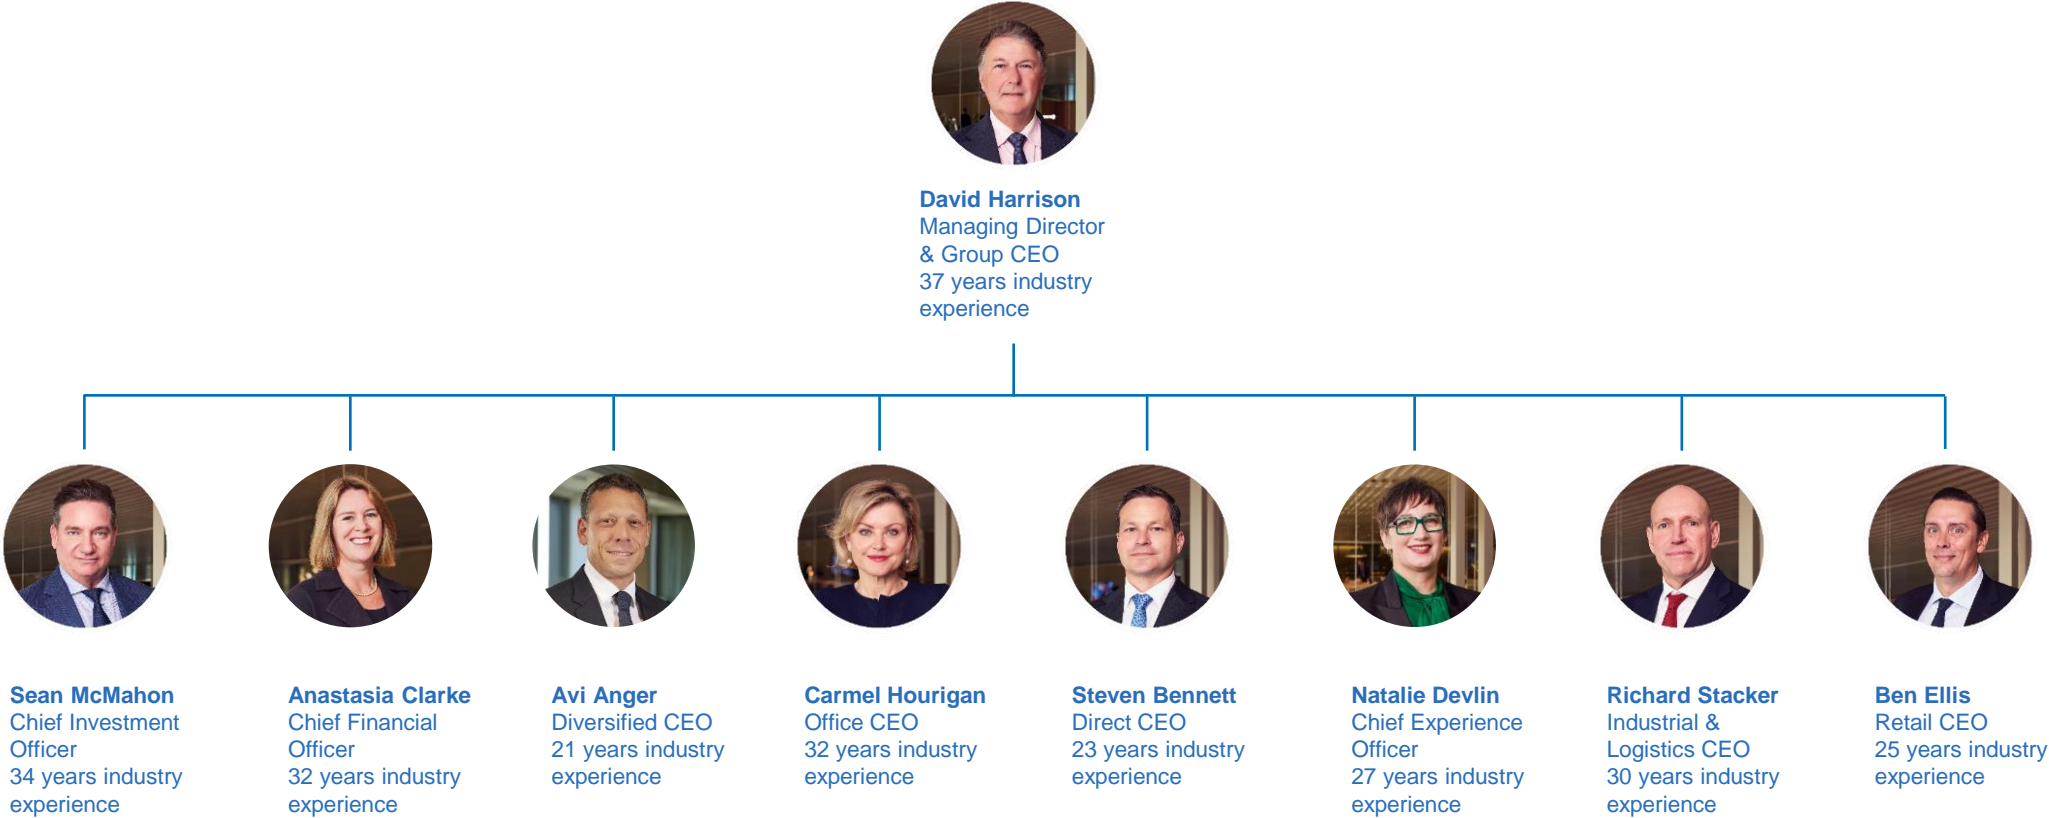 David Harrison
Managing Director
& Group CEO
37 years industry
experience
Sean McMahon
Chief Investment
Officer
34 years industry
experience
Anastasia Clarke
Chief Financial
Officer
32 years industry
experience
Avi Anger
Diversified CEO
21 years industry
experience
Carmel Hourigan
Office CEO
32 years industry
experience
Steven Bennett
Direct CEO
23 years industry
experience
Natalie Devlin
Chief Experience
Officer
27 years industry
experience
Richard Stacker
Industrial &
Logistics CEO
30 years industry
experience
Ben Ellis
Retail CEO
25 years industry
experience